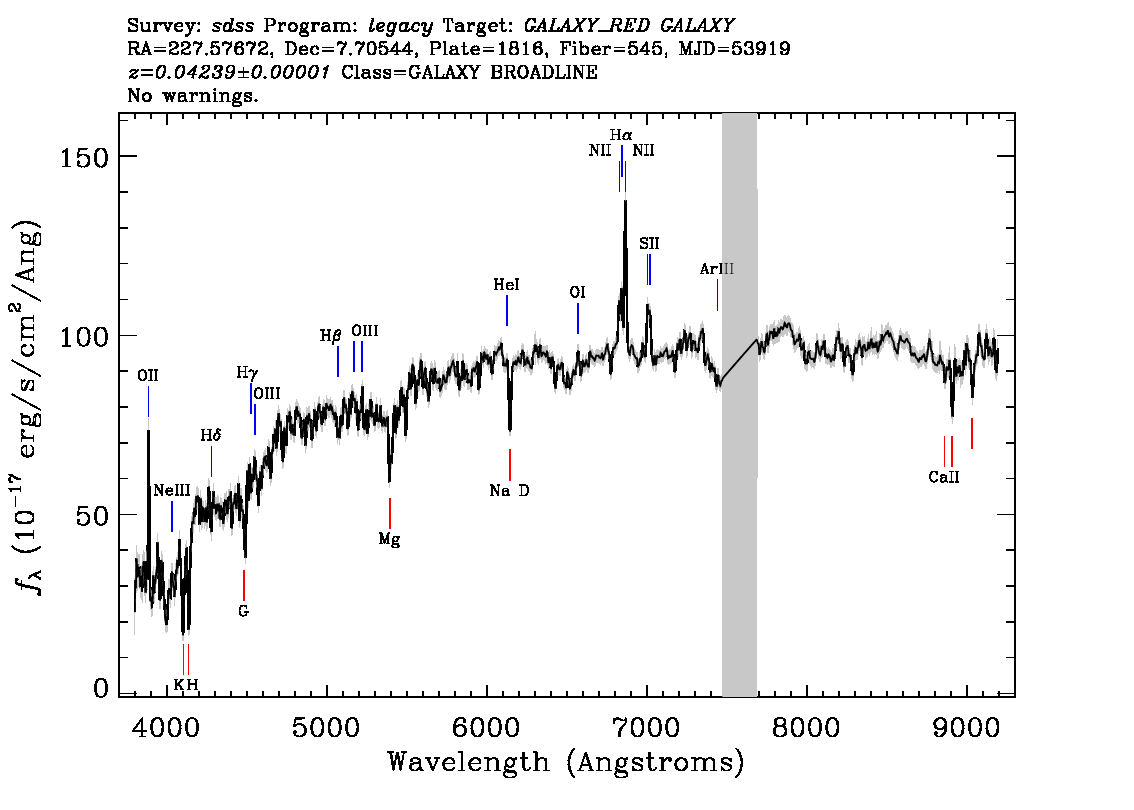 Survey: sdss Program: legacy Target: GALAXY_RED GALAXY
RA=227.57672, Dec=7.70544, Plate=1816, Fiber=545, MJD=53919
z=0.04239±0.00001 Class=GALAXY BROADLINE
No warnings.
Hα
NII NII
150
SII
ArIII
HeI
OI
Hβ OIII
100
OII
Hγ
OIII
Hδ
NeIII
Na D
CaII
50
Mg
G
K H
0
4000 5000 6000 7000 8000 9000
Wavelength (Angstroms)
f_λ (10^−17 erg/s/cm^2/Ang)